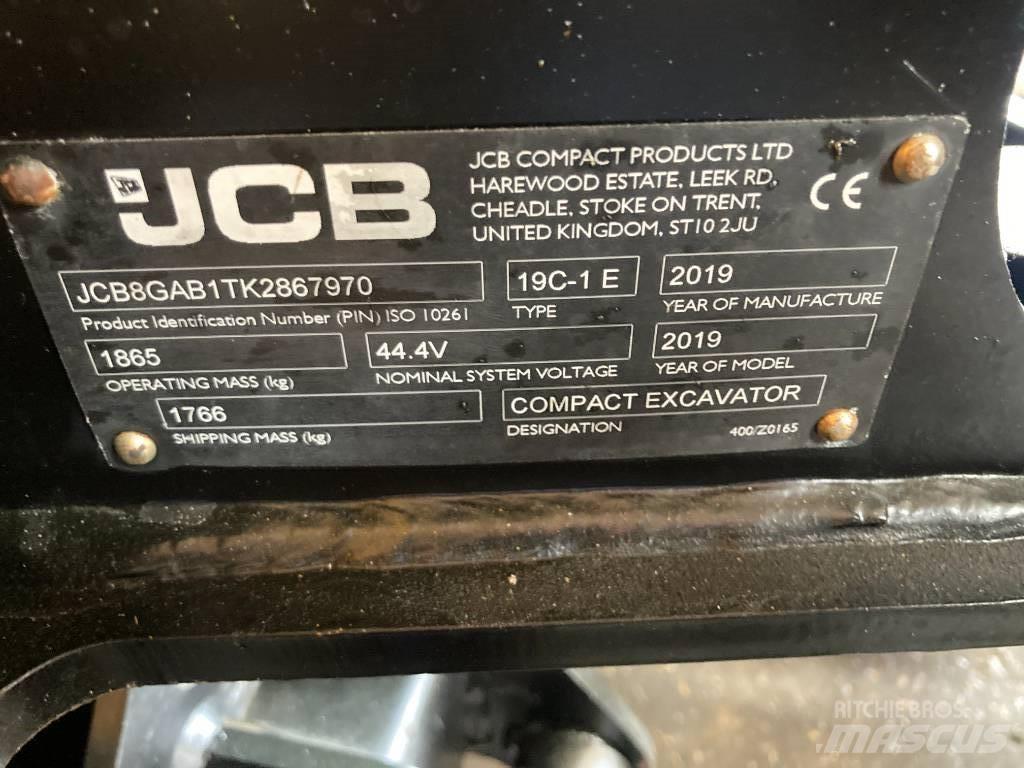 JCB
JCB COMPACT PRODUCTS LTD
HAREWOOD ESTATE, LEEK RD,
CHEADLE, STOKE ON TRENT,
UNITED KINGDOM, ST10 2JU
CE
JCB8GAB1TK2867970
Product Identification Number (PIN) ISO 10261
19C-1 E
TYPE
2019
YEAR OF MANUFACTURE
1865
OPERATING MASS (kg)
44.4V
NOMINAL SYSTEM VOLTAGE
2019
YEAR OF MODEL
1766
SHIPPING MASS (kg)
COMPACT EXCAVATOR
DESIGNATION
400/Z0165
RITCHIE BROS.
MASCUS